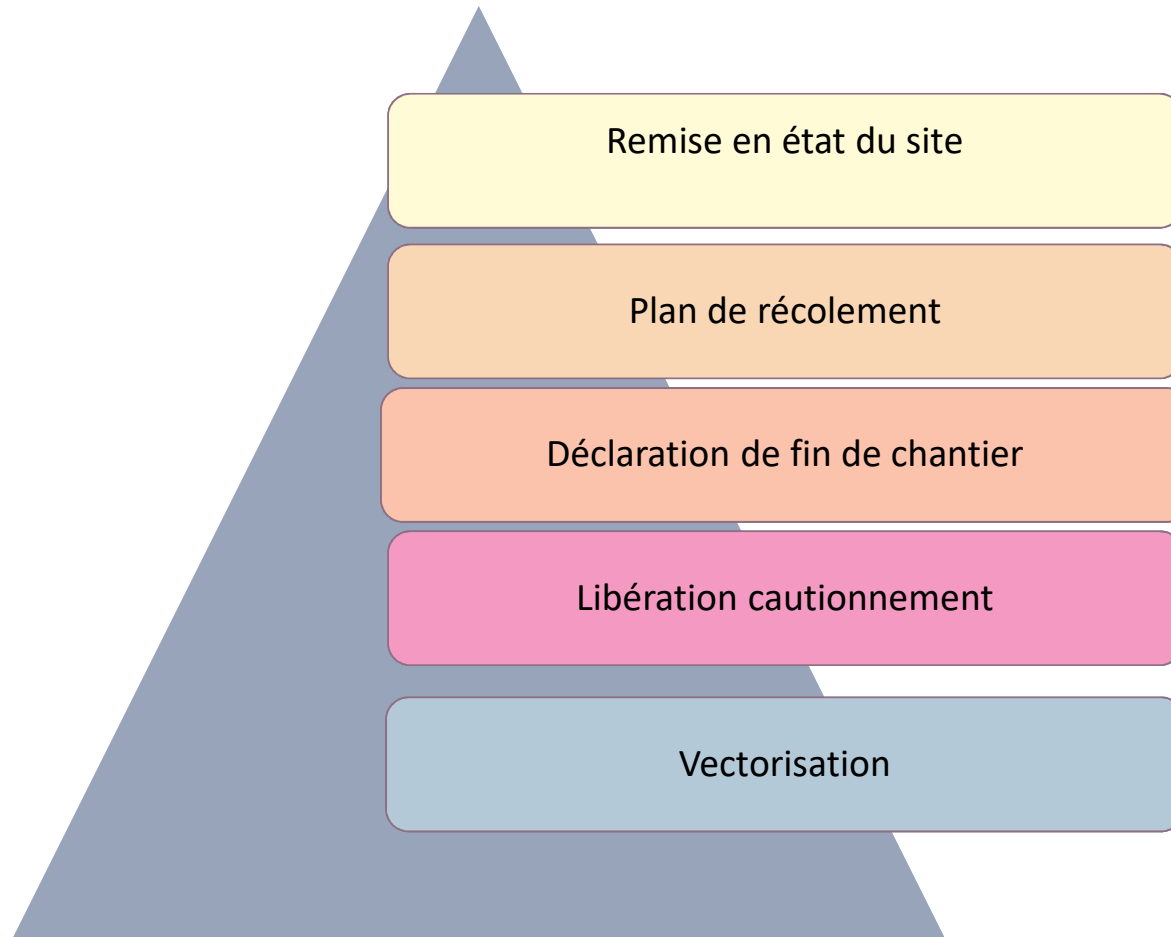 Remise en état du site
Plan de récolement
Déclaration de fin de chantier
Libération cautionnement
Vectorisation